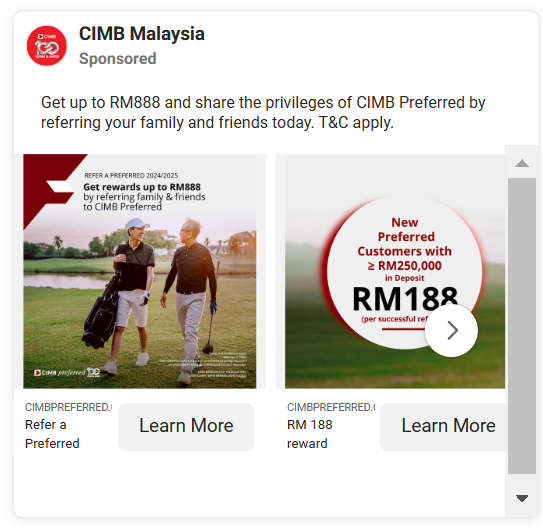 CIMB
100
CIMB Malaysia
Sponsored
Get up to RM888 and share the privileges of CIMB Preferred by
referring your family and friends today. T&C apply.
REFER A PREFERRED 2024/2025
Get rewards up to RM888
by referring family & friends
to CIMB Preferred
CIMB preferred 100
New
Preferred
Customers with
≥ RM250,000
in Deposit
RM188
(per successful
CIMBPREFERRED.
Refer a
Preferred
Learn More
CIMBPREFERRED.
RM 188
reward
Learn More